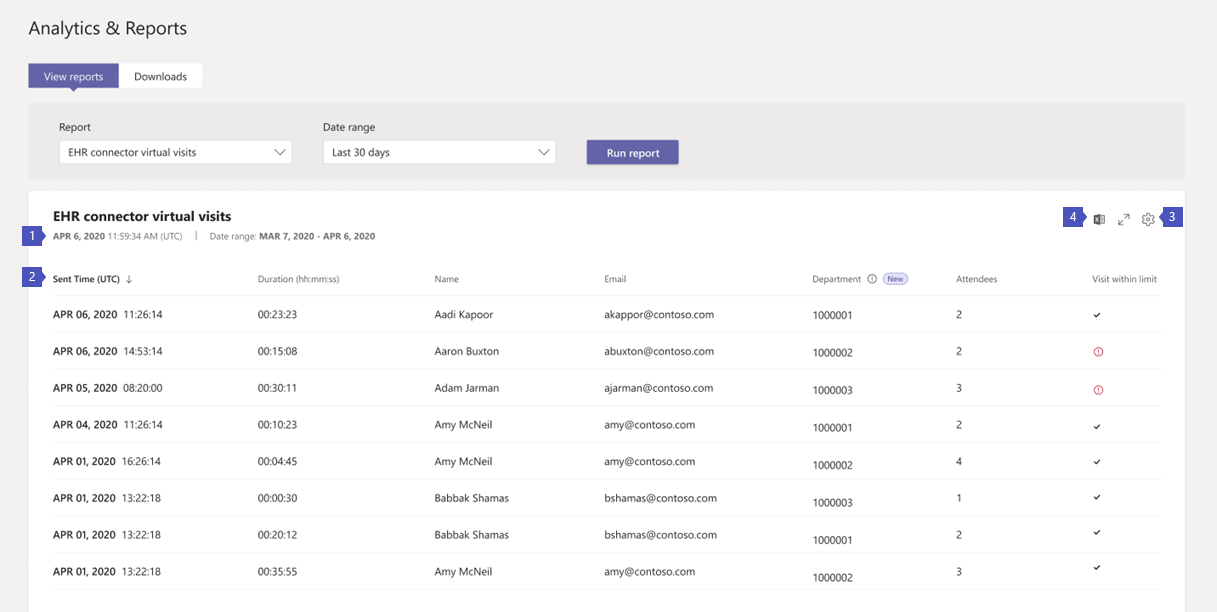 Analytics & Reports
View reports Downloads
Report Date range
EHR connector virtual visits Last 30 days Run report
EHR connector virtual visits 4 3
1 APR 6, 2020 11:59:34 AM (UTC) | Date range: MAR 7, 2020 - APR 6, 2020
2 Sent Time (UTC) ↓ Duration (hh:mm:ss) Name Email Department New Attendees Visit within limit
APR 06, 2020 11:26:14 00:23:23 Aadi Kapoor akappor@contoso.com 1000001 2
APR 06, 2020 14:53:14 00:15:08 Aaron Buxton abuxton@contoso.com 1000002 2
APR 05, 2020 08:20:00 00:30:11 Adam Jarman ajarman@contoso.com 1000003 3
APR 04, 2020 11:26:14 00:10:23 Amy McNeil amy@contoso.com 1000001 2
APR 01, 2020 16:26:14 00:04:45 Amy McNeil amy@contoso.com 1000002 4
APR 01, 2020 13:22:18 00:00:30 Babbak Shamas bshamas@contoso.com 1000003 1
APR 01, 2020 13:22:18 00:20:12 Babbak Shamas bshamas@contoso.com 1000001 2
APR 01, 2020 13:22:18 00:35:55 Amy McNeil amy@contoso.com 1000002 3